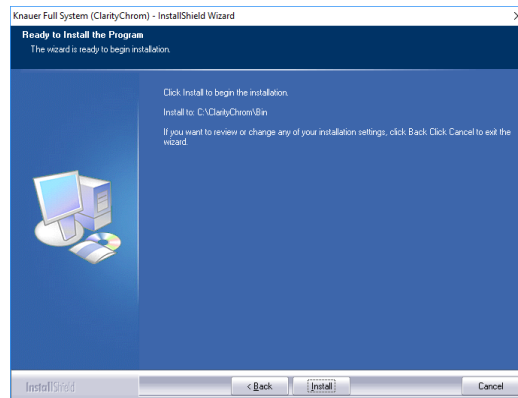 Knauer Full System (ClarityChrom) - InstallShield Wizard
Ready to Install the Program
The wizard is ready to begin installation.
Click Install to begin the installation.
Install to: C:\ClarityChrom\Bin
If you want to review or change any of your installation settings, click Back Click Cancel to exit the
wizard.
InstallShield
< Back
Install
Cancel